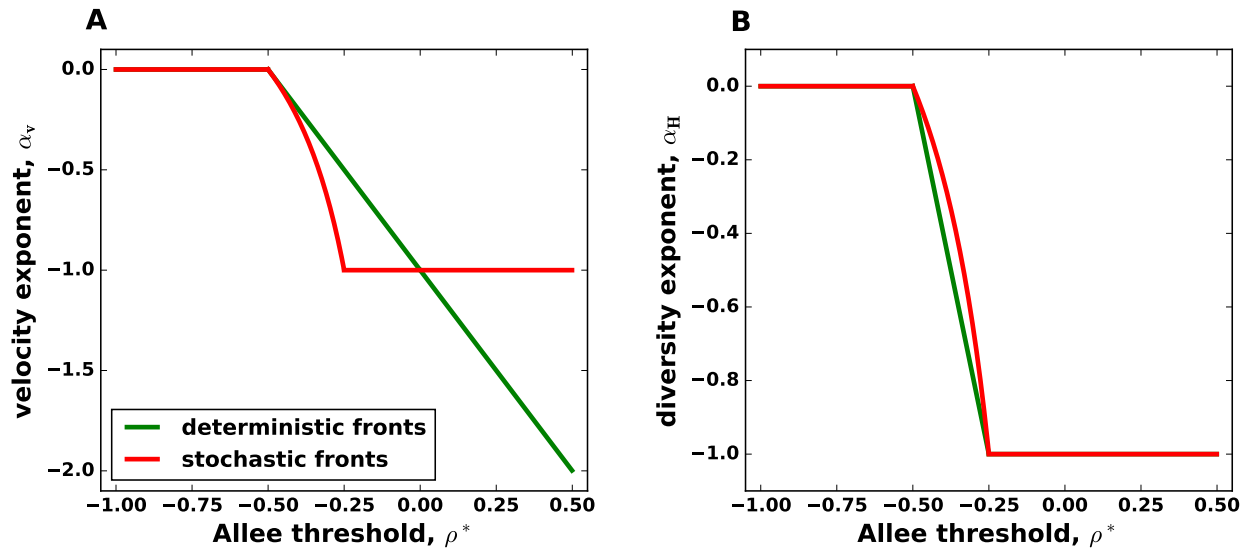 A
velocity exponent, αv
0.0
−0.5
−1.0
−1.5
−2.0
deterministic fronts
stochastic fronts
−1.00 −0.75 −0.50 −0.25 0.00 0.25 0.50
Allee threshold, ρ*
B
diversity exponent, αH
0.0
−0.2
−0.4
−0.6
−0.8
−1.0
−1.00 −0.75 −0.50 −0.25 0.00 0.25 0.50
Allee threshold, ρ*